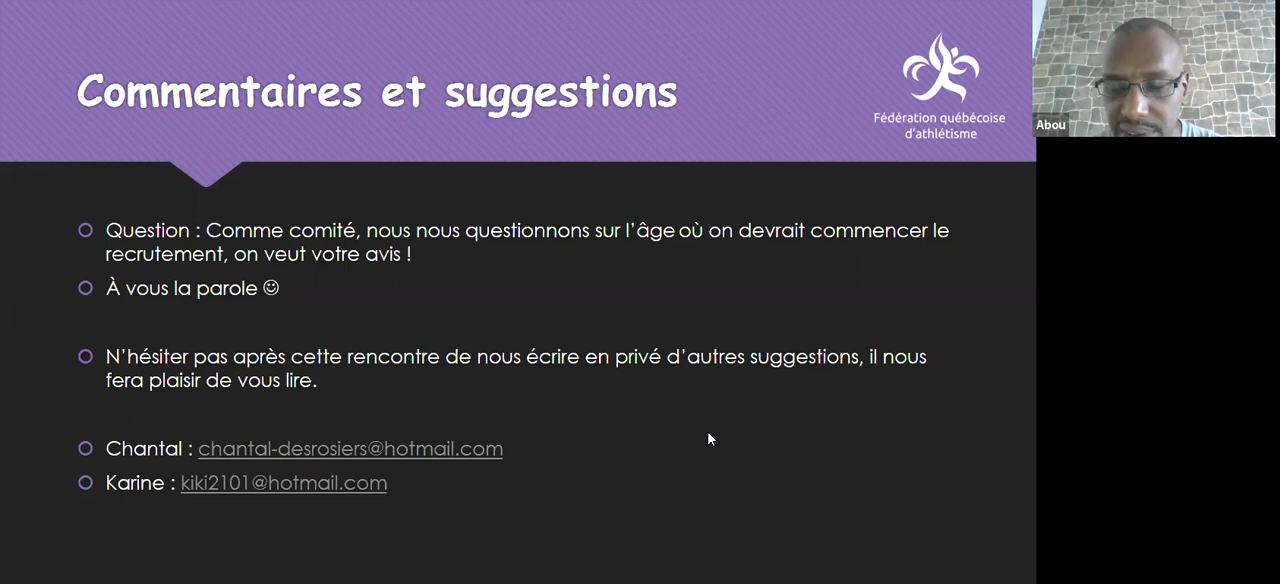 Commentaires et suggestions
Fédération québécoise
d'athlétisme
Abou
Question : Comme comité, nous nous questionnons sur l'âge où on devrait commencer le
recrutement, on veut votre avis !
À vous la parole ☺
N'hésiter pas après cette rencontre de nous écrire en privé d'autres suggestions, il nous
fera plaisir de vous lire.
Chantal : chantal-desrosiers@hotmail.com
Karine : kiki2101@hotmail.com